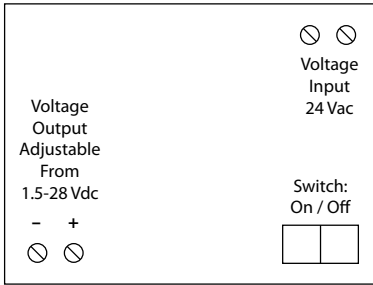 Voltage
Input
24 Vac
Voltage
Output
Adjustable
From
1.5-28 Vdc
– +
Switch:
On / Off